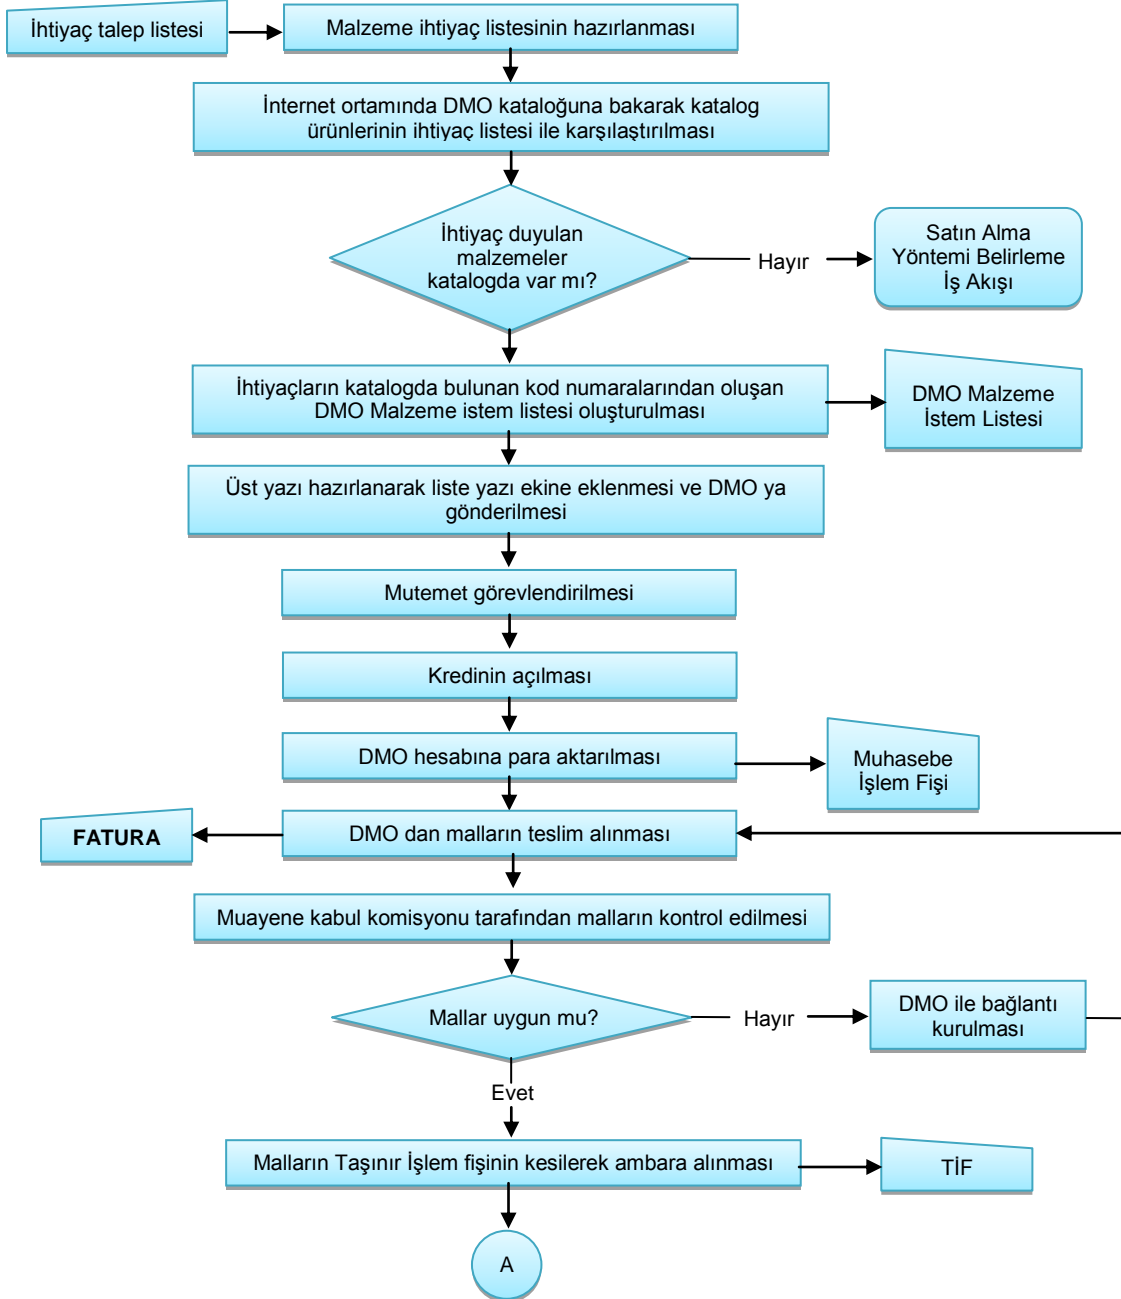 İhtiyaç talep listesi
Malzeme ihtiyaç listesinin hazırlanması
İnternet ortamında DMO kataloğuna bakarak katalog
ürünlerinin ihtiyaç listesi ile karşılaştırılması
İhtiyaç duyulan
malzemeler
katalogda var mı?
Hayır
Satın Alma
Yöntemi Belirleme
İş Akışı
İhtiyaçların katalogda bulunan kod numaralarından oluşan
DMO Malzeme istem listesi oluşturulması
DMO Malzeme
İstem Listesi
Üst yazı hazırlanarak liste yazı ekine eklenmesi ve DMO ya
gönderilmesi
Mutemet görevlendirilmesi
Kredinin açılması
DMO hesabına para aktarılması
Muhasebe
İşlem Fişi
FATURA
DMO dan malların teslim alınması
Muayene kabul komisyonu tarafından malların kontrol edilmesi
Mallar uygun mu?
Hayır
DMO ile bağlantı
kurulması
Evet
Malların Taşınır İşlem fişinin kesilerek ambara alınması
TİF
A